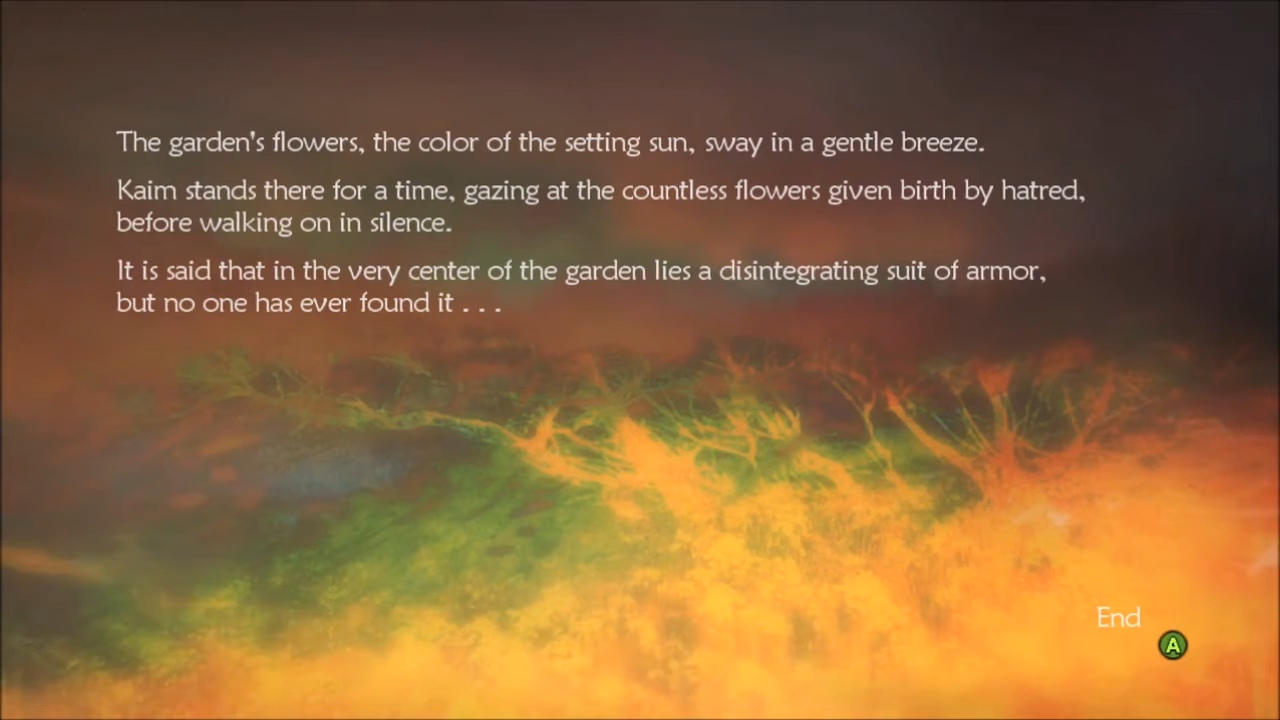 The garden's flowers, the color of the setting sun, sway in a gentle breeze.
Kaim stands there for a time, gazing at the countless flowers given birth by hatred,
before walking on in silence.
It is said that in the very center of the garden lies a disintegrating suit of armor,
but no one has ever found it . . .
End
A